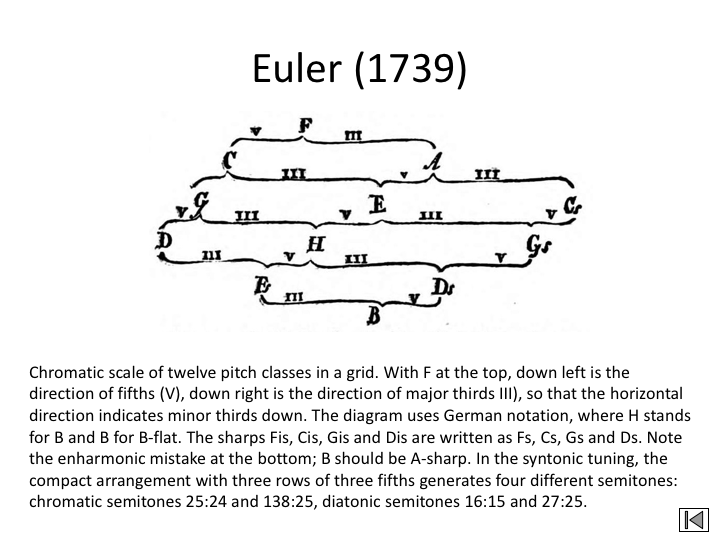 Euler (1739)
V F III
C III V A III
V G III V E III V Cs
D III V H III V Gs
Fs III V Ds
B
Chromatic scale of twelve pitch classes in a grid. With F at the top, down left is the
direction of fifths (V), down right is the direction of major thirds III), so that the horizontal
direction indicates minor thirds down. The diagram uses German notation, where H stands
for B and B for B-flat. The sharps Fis, Cis, Gis and Dis are written as Fs, Cs, Gs and Ds. Note
the enharmonic mistake at the bottom; B should be A-sharp. In the syntonic tuning, the
compact arrangement with three rows of three fifths generates four different semitones:
chromatic semitones 25:24 and 138:25, diatonic semitones 16:15 and 27:25.